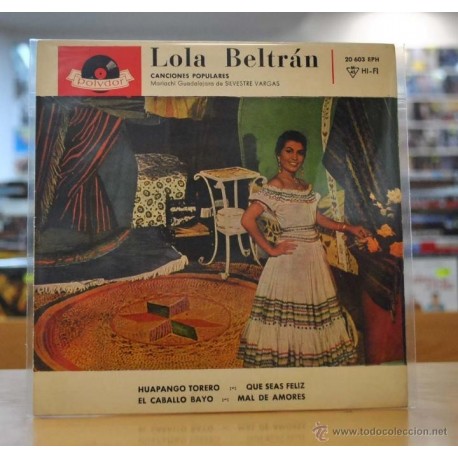 Polydor
Lola Beltrán
20 603 EPH
CANCIONES POPULARES
Mariachi Guadalajara de SILVESTRE VARGAS
HI-FI
HUAPANGO TORERO (*) QUE SEAS FELIZ
EL CABALLO BAYO (*) MAL DE AMORES
www.todocoleccion.net